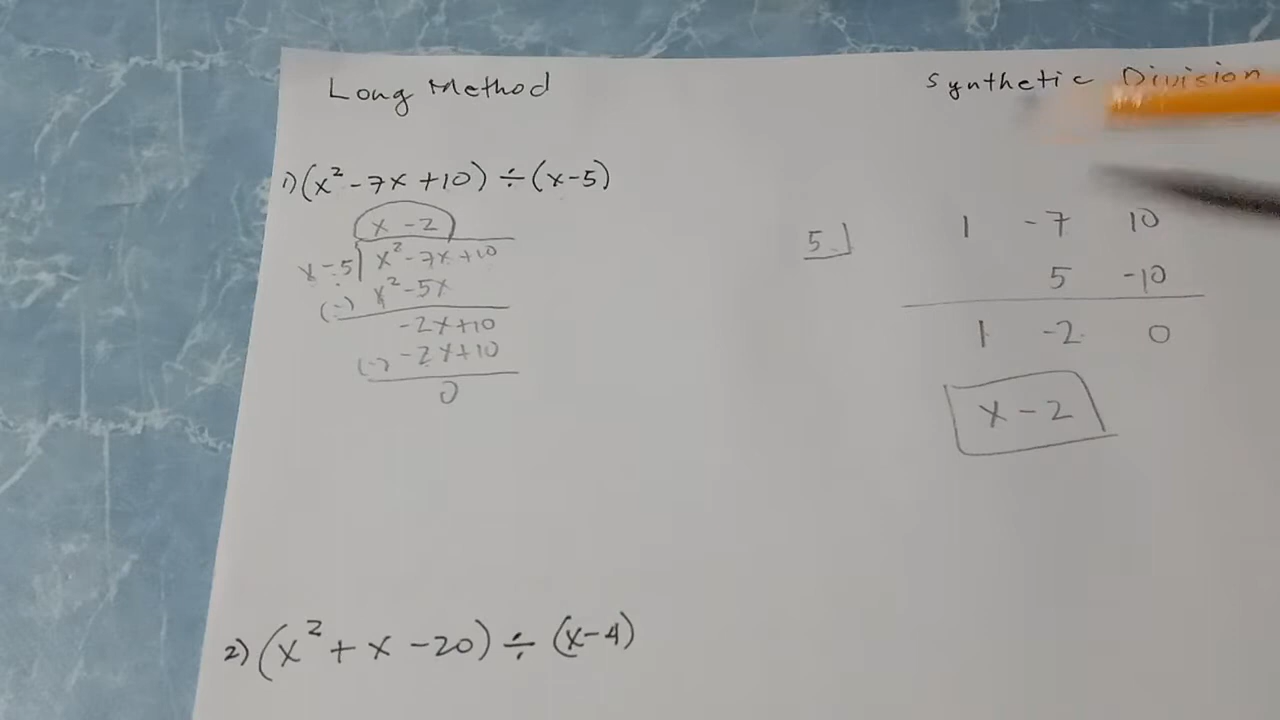 Long Method
1) (x² - 7x + 10) ÷ (x - 5)
x - 2
x - 5 | x² - 7x + 10
(-) x² - 5x
-2x + 10
(-) -2x + 10
0
Synthetic Division
5 | 1 -7 10
5 -10
1 -2 0
x - 2
2) (x² + x - 20) ÷ (x - 4)